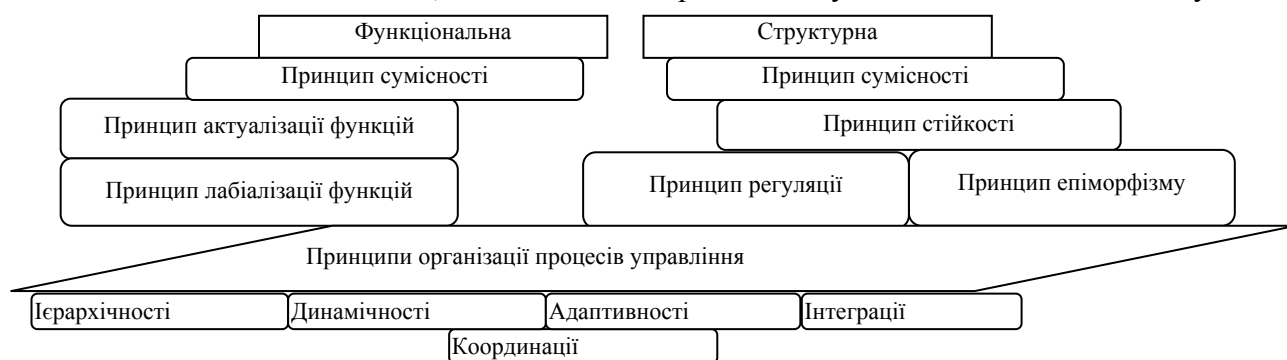 Функціональна
Структурна
Принцип сумісності
Принцип сумісності
Принцип актуалізації функцій
Принцип стійкості
Принцип лабіалізації функцій
Принцип регуляції
Принцип епіморфізму
Принципи організації процесів управління
Ієрархічності
Динамічності
Адаптивності
Інтеграції
Координації